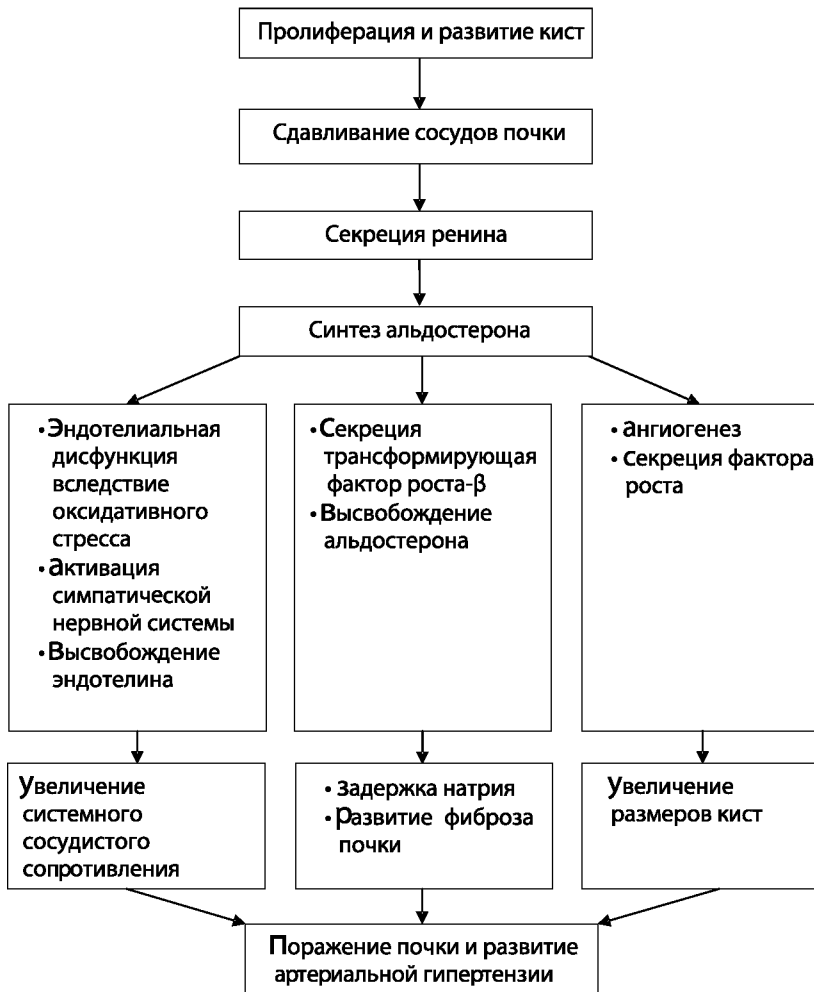 Пролиферация и развитие кист
Сдавливание сосудов почки
Секреция ренина
Синтез альдостерона
• Эндотелиальная
дисфункция
вследствие
оксидативного
стресса
• активация
симпатической
нервной системы
• Высвобождение
эндотелина
• Секреция
трансформирующая
фактор роста-β
• Высвобождение
альдостерона
• ангиогенез
• секреция фактора
роста
Увеличение
системного
сосудистого
сопротивления
• задержка натрия
• Развитие фиброза
почки
Увеличение
размеров кист
Поражение почки и развитие
артериальной гипертензии